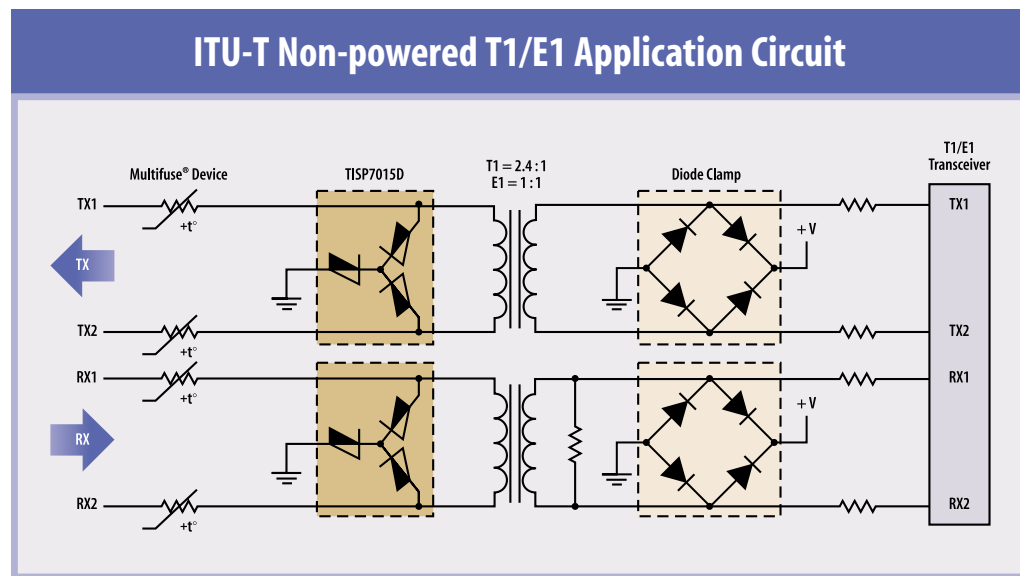 ITU-T Non-powered T1/E1 Application Circuit
T1/E1
Transceiver
Multifuse® Device
TISP7015D
T1 = 2.4 : 1
E1 = 1 : 1
Diode Clamp
TX1
+t°
TX1
+ V
TX
TX2
+t°
TX2
RX1
+t°
RX1
+ V
RX
RX2
+t°
RX2